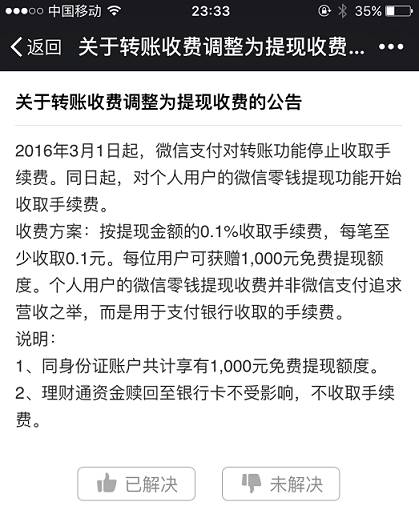 中国移动 23:33 35%
返回 关于转账收费调整为提现收费...
关于转账收费调整为提现收费的公告
2016年3月1日起，微信支付对转账功能停止收取手
续费。同日起，对个人用户的微信零钱提现功能开始
收取手续费。
收费方案：按提现金额的0.1%收取手续费，每笔至
少收取0.1元。每位用户可获赠1,000元免费提现额
度。个人用户的微信零钱提现收费并非微信支付追求
营收之举，而是用于支付银行收取的手续费。
说明：
1、同身份证账户共计享有1,000元免费提现额度。
2、理财通资金赎回至银行卡不受影响，不收取手续
费。
已解决 未解决